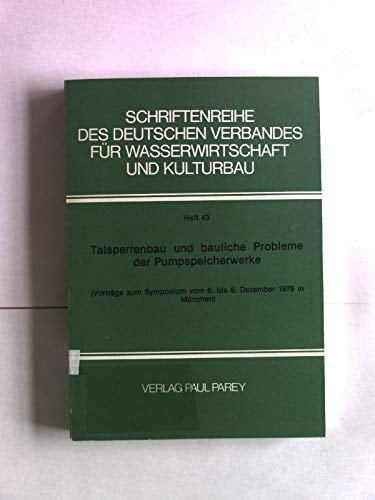 SCHRIFTENREIHE
DES DEUTSCHEN VERBANDES
FÜR WASSERWIRTSCHAFT
UND KULTURBAU
Heft 43
Talsperrenbau und bauliche Probleme
der Pumpspeicherwerke
(Vorträge zum Symposium vom 6. bis 8. Dezember 1978 in
München)
VERLAG PAUL PAREY